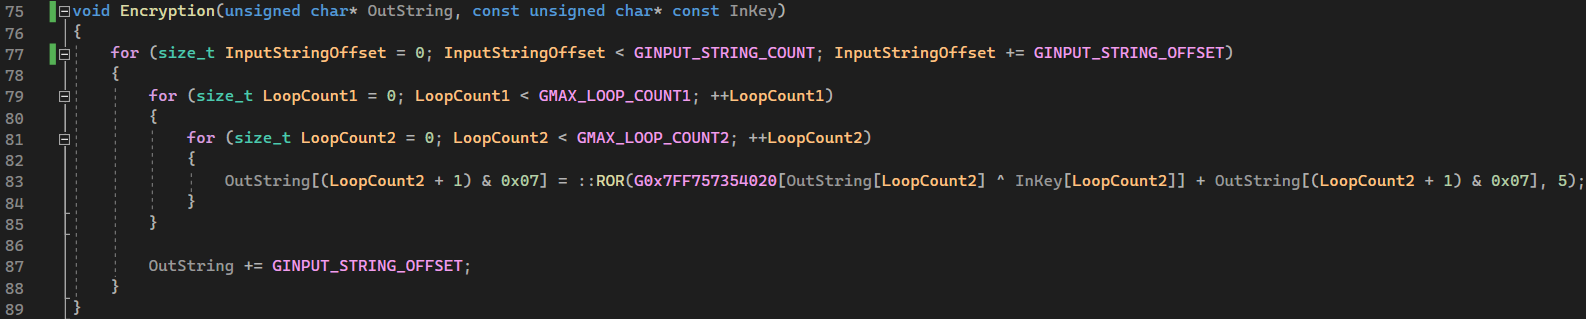 75 void Encryption(unsigned char* OutString, const unsigned char* const InKey)
76 {
77 for (size_t InputStringOffset = 0; InputStringOffset < GINPUT_STRING_COUNT; InputStringOffset += GINPUT_STRING_OFFSET)
78 {
79 for (size_t LoopCount1 = 0; LoopCount1 < GMAX_LOOP_COUNT1; ++LoopCount1)
80 {
81 for (size_t LoopCount2 = 0; LoopCount2 < GMAX_LOOP_COUNT2; ++LoopCount2)
82 {
83 OutString[(LoopCount2 + 1) & 0x07] = ::ROR(G0x7FF757354020[OutString[LoopCount2] ^ InKey[LoopCount2]] + OutString[(LoopCount2 + 1) & 0x07], 5);
84 }
85 }
86
87 OutString += GINPUT_STRING_OFFSET;
88 }
89 }